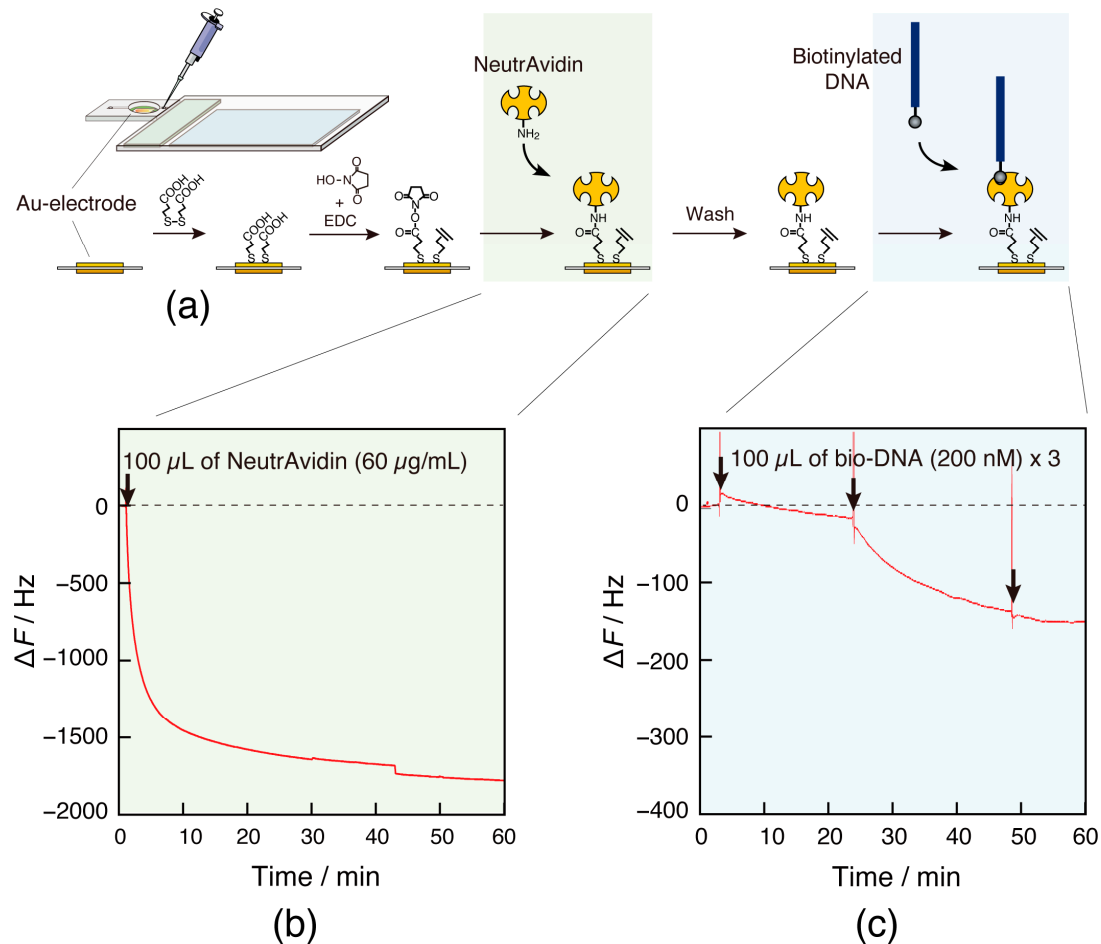 NeutrAvidin
Biotinylated
DNA
NH₂
Au-electrode
COOH
COOH
S–S
COOH
COOH
S S
O
HO-N
O
+
EDC
O
N
O
O
O
C
S S
NH
O
C
S S
Wash
NH
O
C
S S
NH
O
C
S S
(a)
100 µL of NeutrAvidin (60 µg/mL)
0
−500
−1000
−1500
−2000
ΔF / Hz
0 10 20 30 40 50 60
Time / min
(b)
100 µL of bio-DNA (200 nM) x 3
0
−100
−200
−300
−400
ΔF / Hz
0 10 20 30 40 50 60
Time / min
(c)